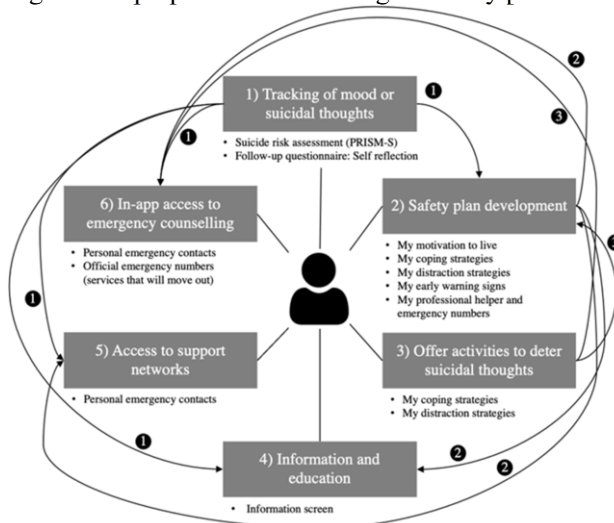 2
1) Tracking of mood or
suicidal thoughts
1
3
1
• Suicide risk assessment (PRISM-S)
• Follow-up questionnaire: Self reflection
6) In-app access to
emergency counselling
2) Safety plan development
• Personal emergency contacts
• Official emergency numbers
(services that will move out)
• My motivation to live
• My coping strategies
• My distraction strategies
• My early warning signs
• My professional helper and
emergency numbers
3
1
5) Access to support
networks
3) Offer activities to deter
suicidal thoughts
• Personal emergency contacts
• My coping strategies
• My distraction strategies
1
4) Information and
education
2
2
• Information screen